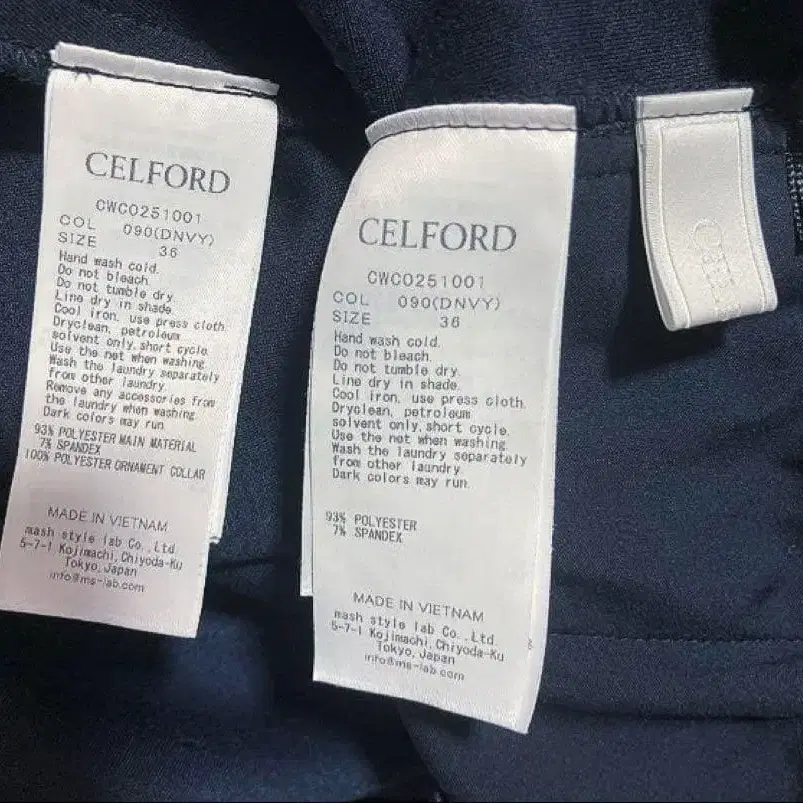 CELFORD
CWCO251001
COL 090(DNVY)
SIZE 36
Hand wash cold.
Do not bleach.
Do not tumble dry.
Line dry in shade.
Cool iron. use press cloth.
Dryclean, petroleum
solvent only, short cycle.
Use the net when washing.
Wash the laundry separately
from other laundry.
Remove any accessories from
the laundry when washing.
Dark colors may run.
93% POLYESTER MAIN MATERIAL
7% SPANDEX
100% POLYESTER ORNAMENT COLLAR
MADE IN VIETNAM
mash style lab Co.,Ltd.
5-7-1 Kojimachi,Chiyoda-Ku
Tokyo,Japan
info@ms-lab.com
CELFORD
CWCO251001
COL 090(DNVY)
SIZE 36
Hand wash cold.
Do not bleach.
Do not tumble dry.
Line dry in shade.
Cool iron. use press cloth.
Dryclean, petroleum
solvent only, short cycle.
Use the net when washing.
Wash the laundry separately
from other laundry.
Dark colors may run.
93% POLYESTER
7% SPANDEX
MADE IN VIETNAM
mash style lab Co.,Ltd.
5-7-1 Kojimachi,Chiyoda-Ku
Tokyo,Japan
info@ms-lab.com